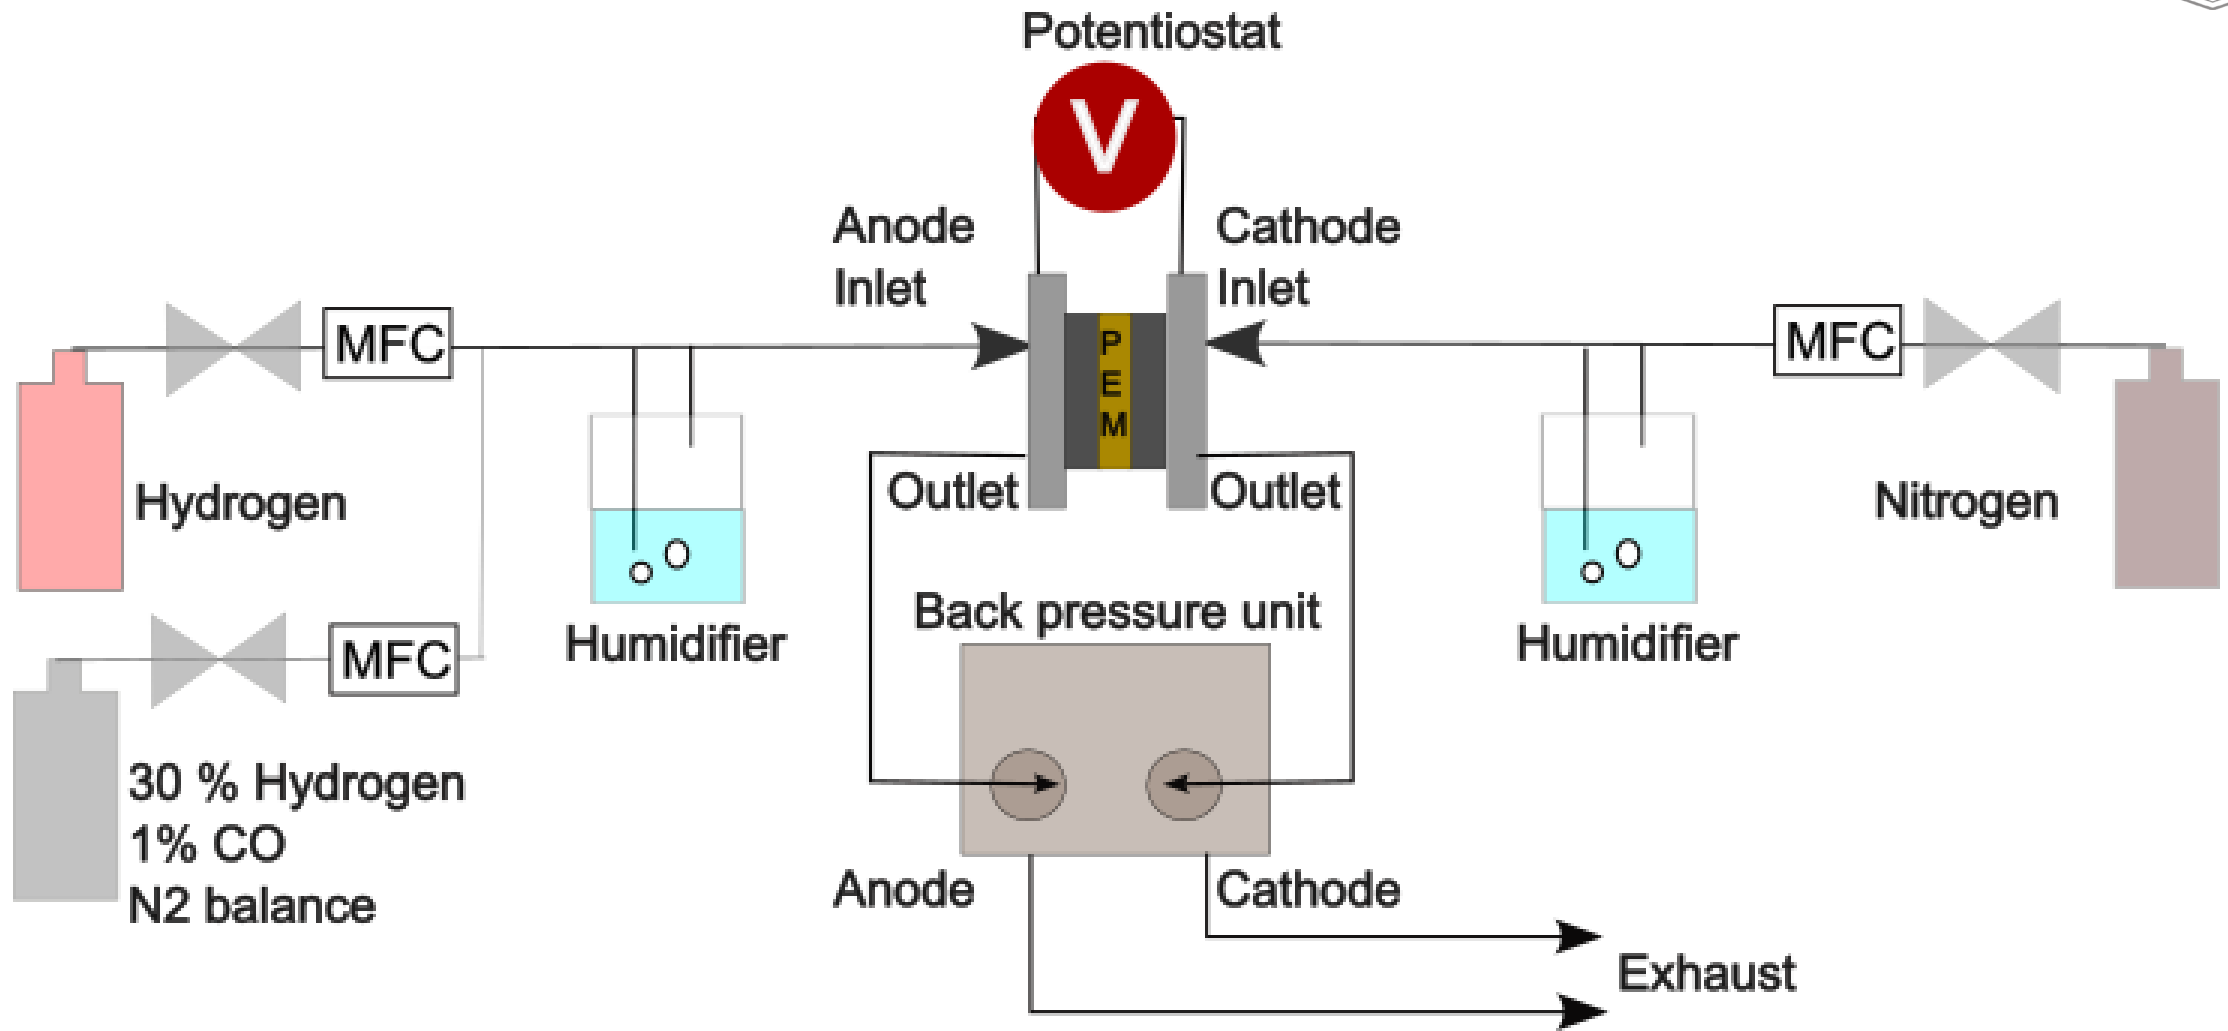 Potentiostat
V
Anode
Inlet
Cathode
Inlet
MFC
MFC
P
E
M
Hydrogen
Outlet
Outlet
Nitrogen
Back pressure unit
Humidifier
Humidifier
MFC
30 % Hydrogen
1% CO
N2 balance
Anode
Cathode
Exhaust